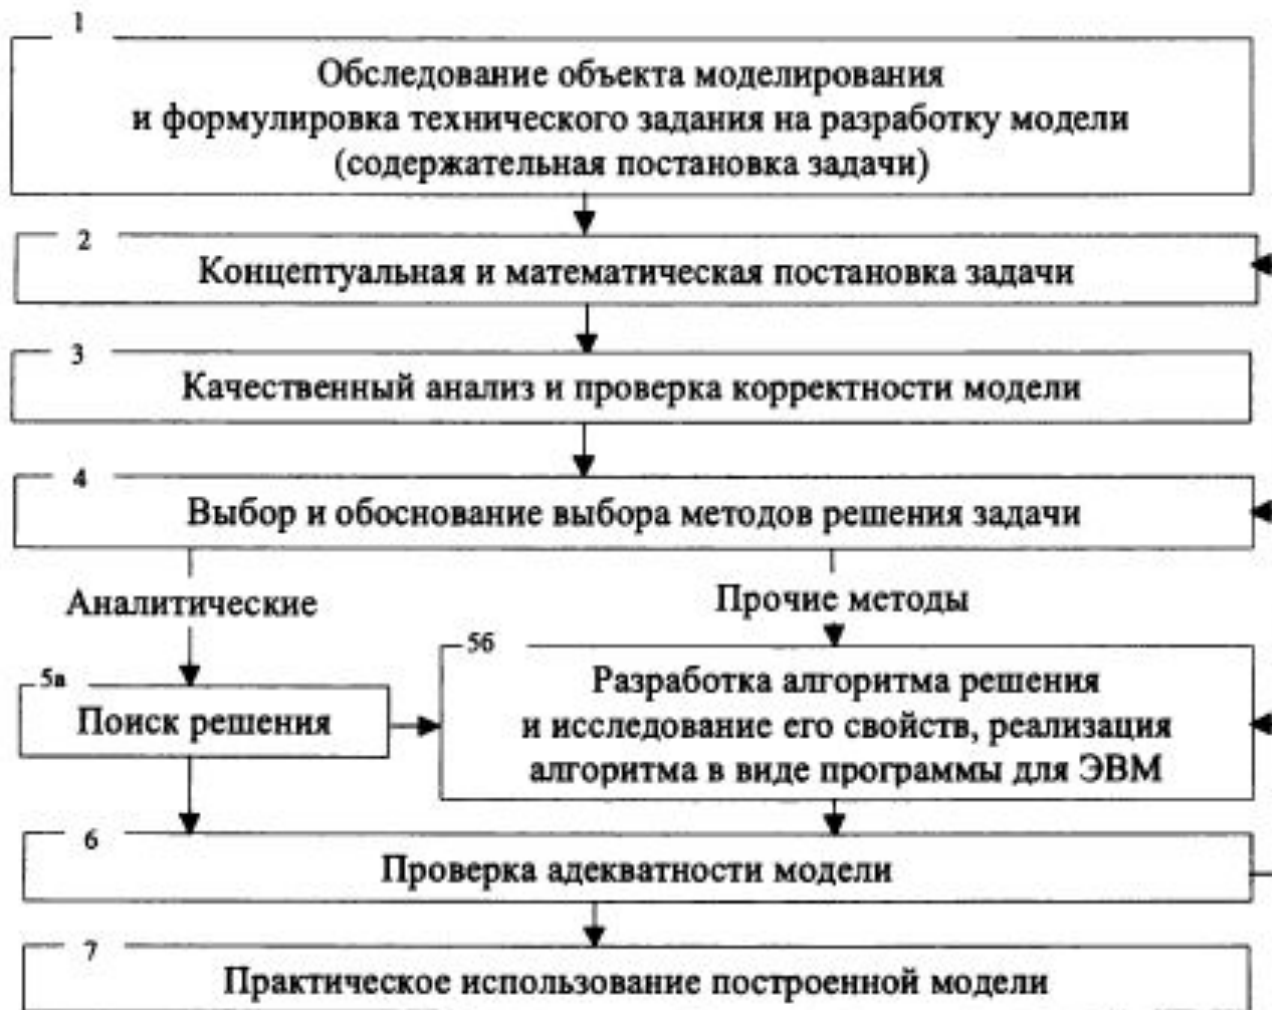 1
Обследование объекта моделирования
и формулировка технического задания на разработку модели
(содержательная постановка задачи)
2
Концептуальная и математическая постановка задачи
3
Качественный анализ и проверка корректности модели
4
Выбор и обоснование выбора методов решения задачи
Аналитические
Прочие методы
5а
Поиск решения
5б
Разработка алгоритма решения
и исследование его свойств, реализация
алгоритма в виде программы для ЭВМ
6
Проверка адекватности модели
7
Практическое использование построенной модели